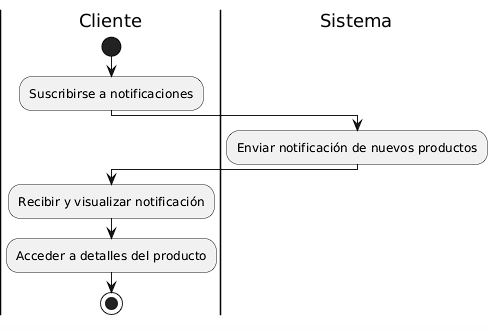 Cliente
Sistema
Suscribirse a notificaciones
Enviar notificación de nuevos productos
Recibir y visualizar notificación
Acceder a detalles del producto